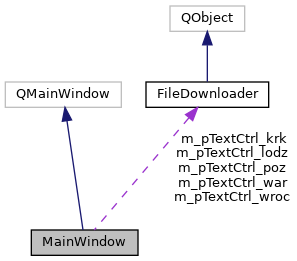 QObject
QMainWindow
FileDownloader
m_pTextCtrl_krk
m_pTextCtrl_lodz
m_pTextCtrl_poz
m_pTextCtrl_war
m_pTextCtrl_wroc
MainWindow